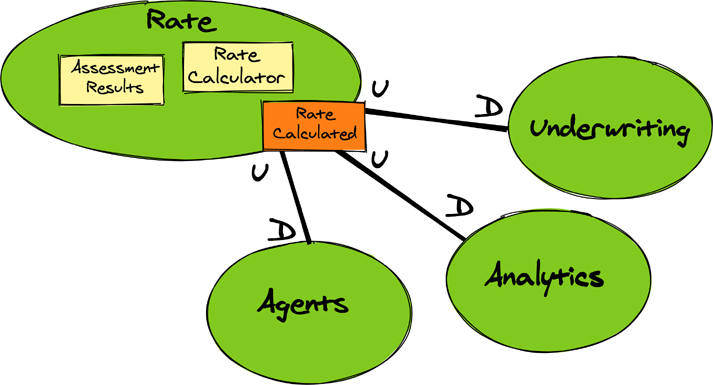 Rate
Assessment
Results
Rate
Calculator
Rate
Calculated
U
D
Underwriting
U
D
U
D
Analytics
Agents